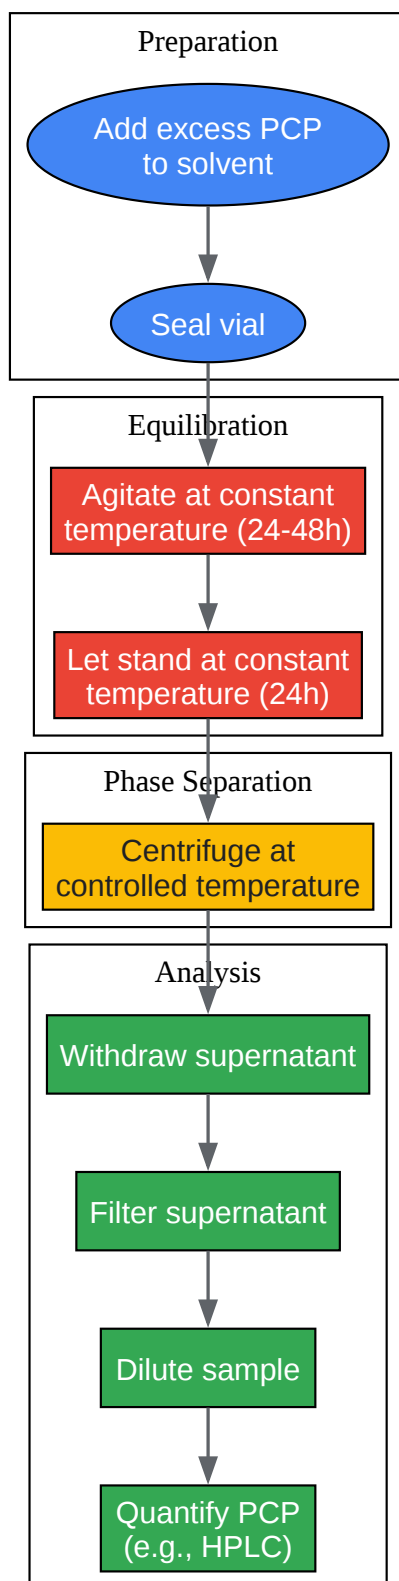 Preparation
Add excess PCP
to solvent
Seal vial
Equilibration
Agitate at constant
temperature (24-48h)
Let stand at constant
temperature (24h)
Phase Separation
Centrifuge at
controlled temperature
Analysis
Withdraw supernatant
Filter supernatant
Dilute sample
Quantify PCP
(e.g., HPLC)